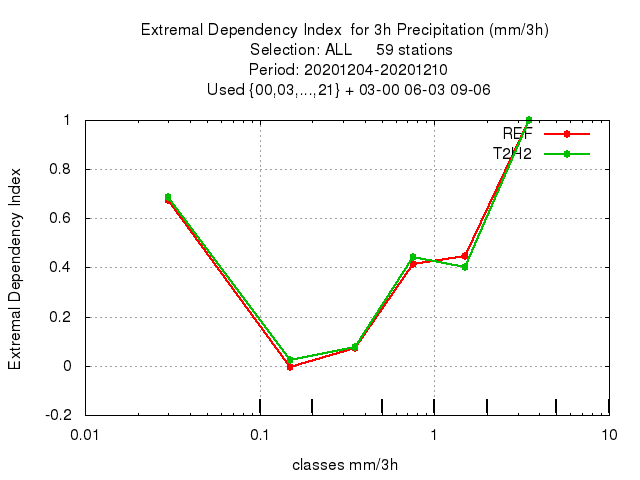 Extremal Dependency Index  for 3h Precipitation (mm/3h)
Selection: ALL     59 stations
Period: 20201204-20201210
Used {00,03,...,21} + 03-00 06-03 09-06
REF
T2H2
1
0.8
0.6
0.4
0.2
0
-0.2
Extremal Dependency Index
0.01 0.1 1 10
classes mm/3h